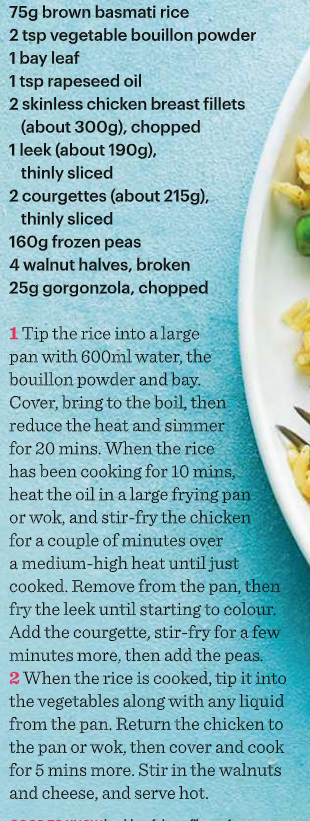 75g brown basmati rice
2 tsp vegetable bouillon powder
1 bay leaf
1 tsp rapeseed oil
2 skinless chicken breast fillets
(about 300g), chopped
1 leek (about 190g),
thinly sliced
2 courgettes (about 215g),
thinly sliced
160g frozen peas
4 walnut halves, broken
25g gorgonzola, chopped
1 Tip the rice into a large
pan with 600ml water, the
bouillon powder and bay.
Cover, bring to the boil, then
reduce the heat and simmer
for 20 mins. When the rice
has been cooking for 10 mins,
heat the oil in a large frying pan
or wok, and stir-fry the chicken
for a couple of minutes over
a medium-high heat until just
cooked. Remove from the pan, then
fry the leek until starting to colour.
Add the courgette, stir-fry for a few
minutes more, then add the peas.
2 When the rice is cooked, tip it into
the vegetables along with any liquid
from the pan. Return the chicken to
the pan or wok, then cover and cook
for 5 mins more. Stir in the walnuts
and cheese, and serve hot.